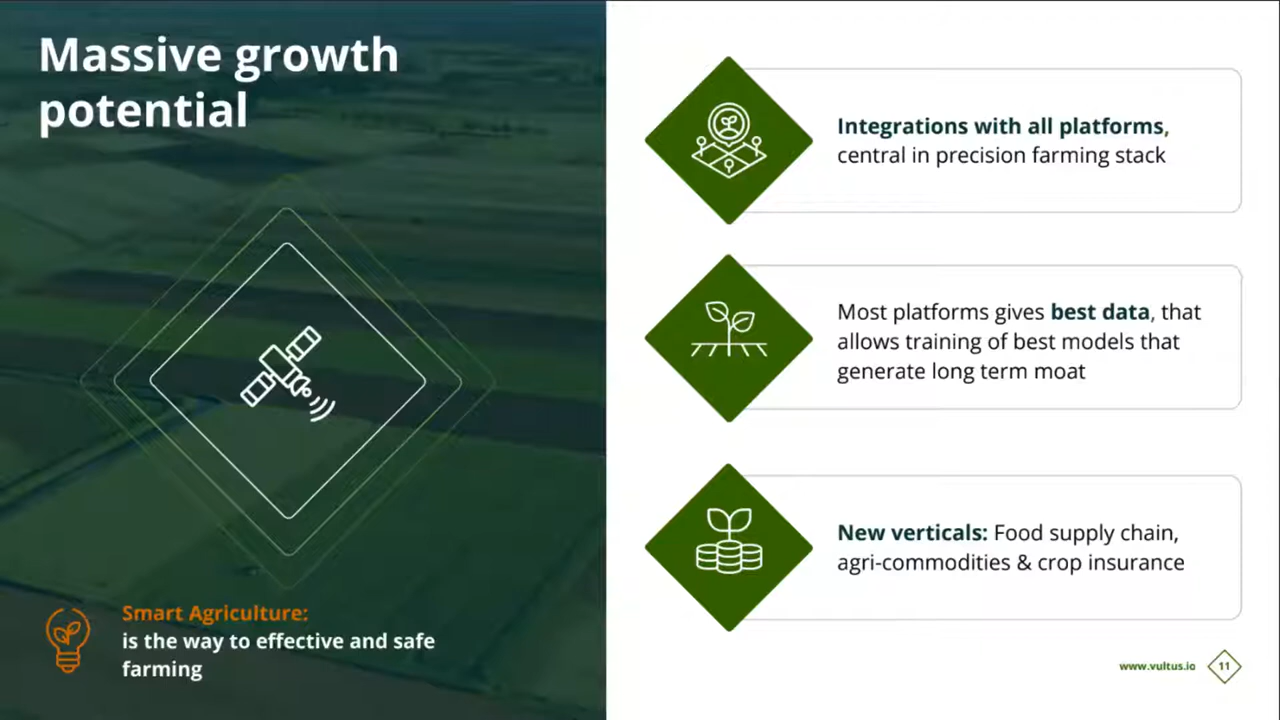 Massive growth
potential
Integrations with all platforms,
central in precision farming stack
Most platforms gives best data, that
allows training of best models that
generate long term moat
New verticals: Food supply chain,
agri-commodities & crop insurance
Smart Agriculture:
is the way to effective and safe
farming
www.vultus.io
11